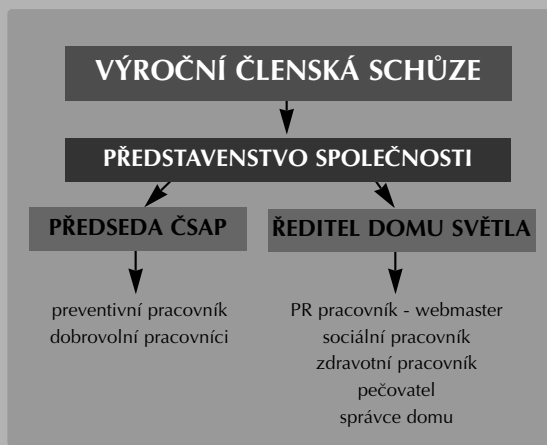 VÝROČNÍ ČLENSKÁ SCHŮZE
PŘEDSTAVENSTVO SPOLEČNOSTI
PŘEDSEDA ČSAP
ŘEDITEL DOMU SVĚTLA
preventivní pracovník
dobrovolní pracovníci
PR pracovník - webmaster
sociální pracovník
zdravotní pracovník
pečovatel
správce domu